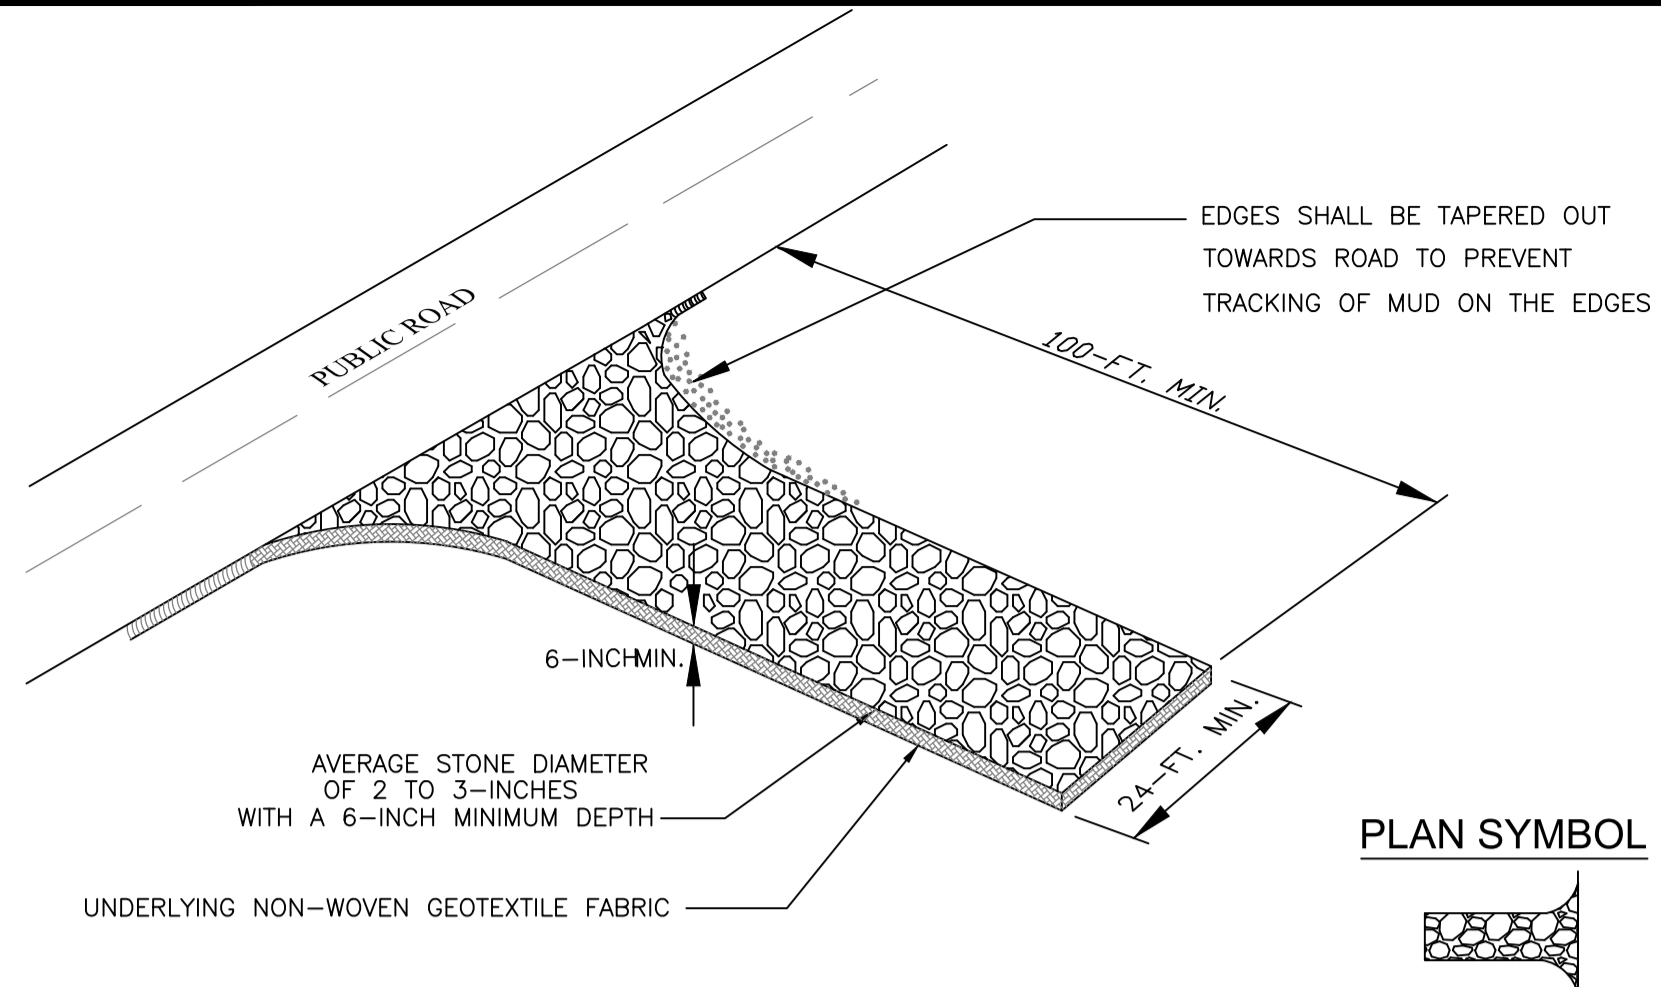 PUBLIC ROAD
EDGES SHALL BE TAPERED OUT
TOWARDS ROAD TO PREVENT
TRACKING OF MUD ON THE EDGES
100-FT. MIN.
6-INCHMIN.
24-FT. MIN.
AVERAGE STONE DIAMETER
OF 2 TO 3-INCHES
WITH A 6-INCH MINIMUM DEPTH
UNDERLYING NON-WOVEN GEOTEXTILE FABRIC
PLAN SYMBOL